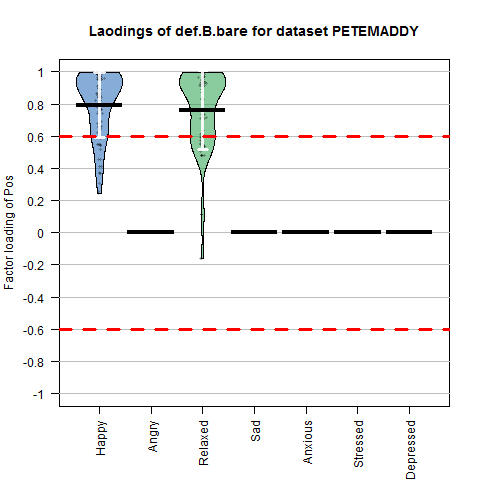 Laodings of def.B.bare for dataset PETEMADDY
Factor loading of Pos
1
0.8
0.6
0.4
0.2
0
-0.2
-0.4
-0.6
-0.8
-1
Happy
Angry
Relaxed
Sad
Anxious
Stressed
Depressed